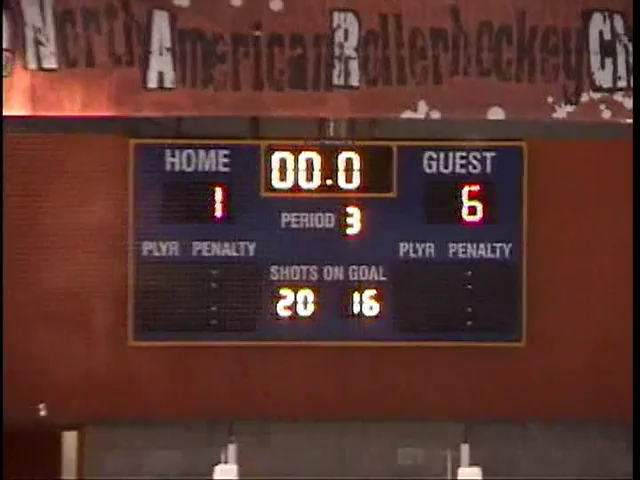 North American Rollerhockey Ch
HOME 00.0 GUEST
1 6
PERIOD 3
PLYR PENALTY PLYR PENALTY
SHOTS ON GOAL
20 16